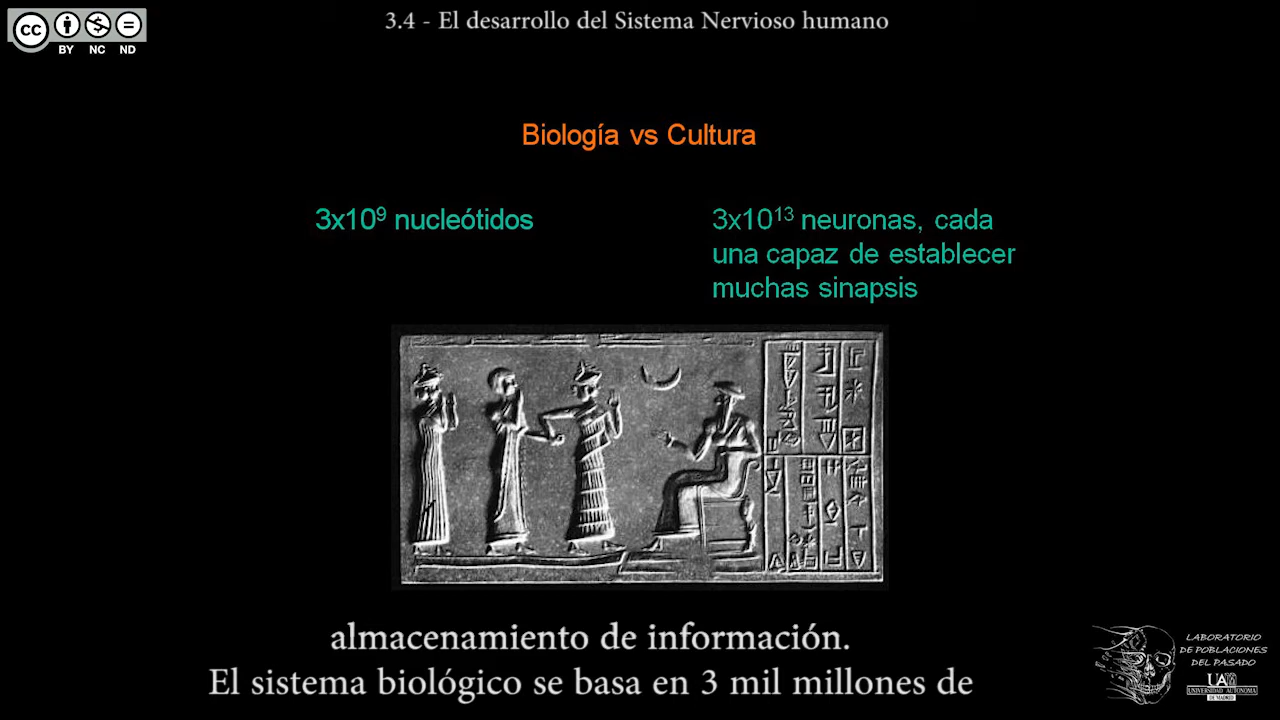 3.4 - El desarrollo del Sistema Nervioso humano
CC
BY NC ND
Biología vs Cultura
3x10⁹ nucleótidos
3x10¹³ neuronas, cada
una capaz de establecer
muchas sinapsis
almacenamiento de información.
El sistema biológico se basa en 3 mil millones de
LABORATORIO
DE POBLACIONES
DEL PASADO
UAM
UNIVERSIDAD AUTONOMA
DE MADRID